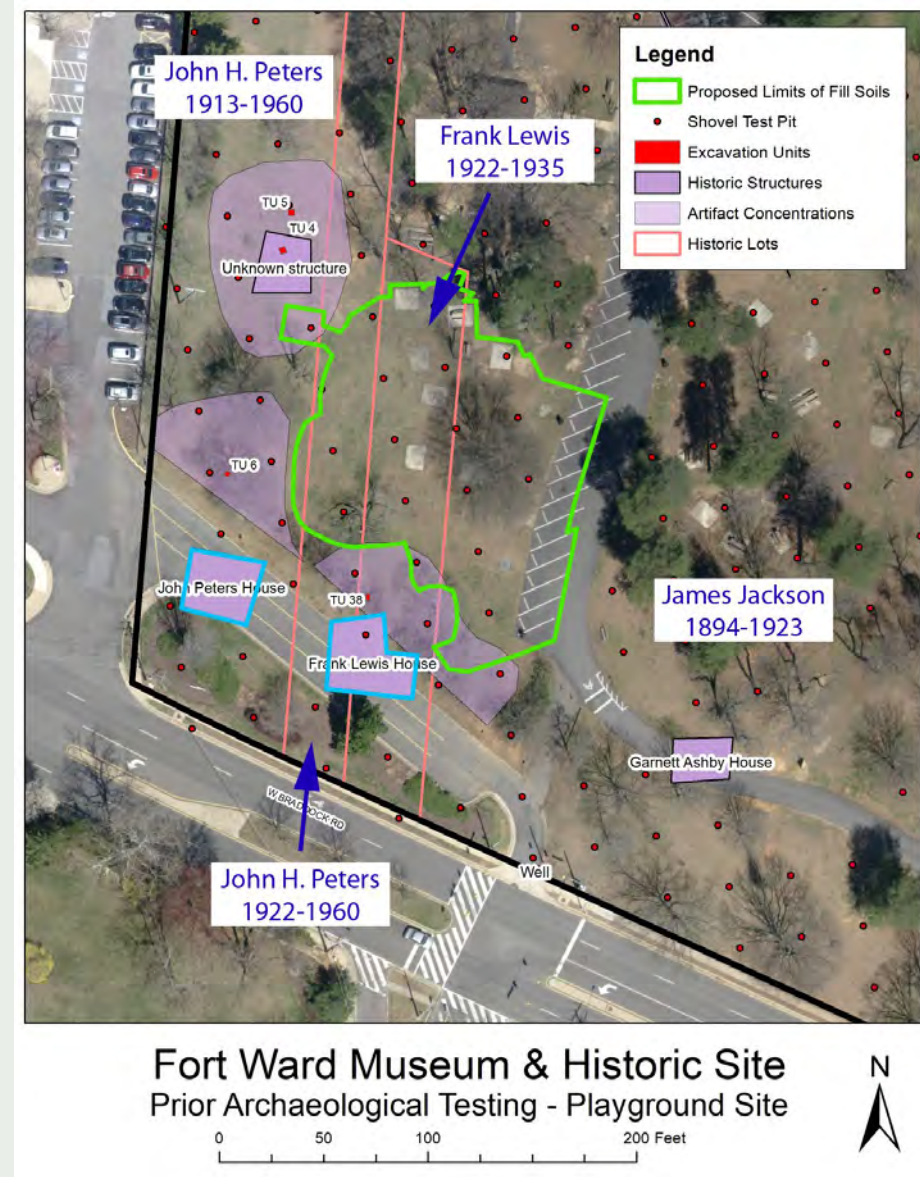 John H. Peters
1913-1960
Frank Lewis
1922-1935
Legend
Proposed Limits of Fill Soils
Shovel Test Pit
Excavation Units
Historic Structures
Artifact Concentrations
Historic Lots
TU 5
TU 4
Unknown structure
TU 6
John Peters House
TU 38
Frank Lewis House
James Jackson
1894-1923
Garnett Ashby House
W BRADDOCK RD
John H. Peters
1922-1960
Well
Fort Ward Museum & Historic Site
Prior Archaeological Testing - Playground Site
N
0 50 100 200 Feet